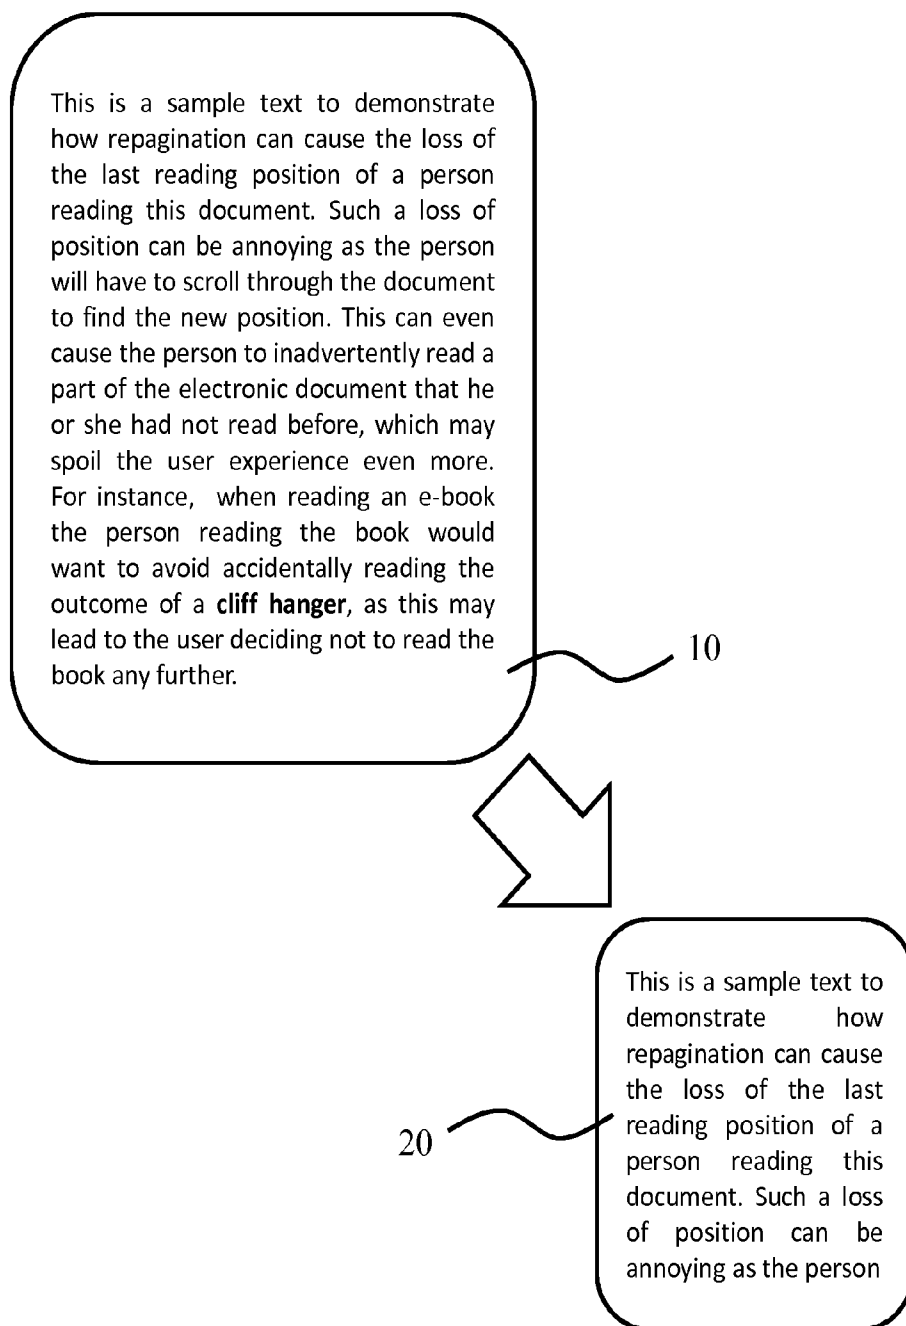 This is a sample text to demonstrate
how repagination can cause the loss of
the last reading position of a person
reading this document. Such a loss of
position can be annoying as the person
will have to scroll through the document
to find the new position. This can even
cause the person to inadvertently read a
part of the electronic document that he
or she had not read before, which may
spoil the user experience even more.
For instance,  when reading an e-book
the person reading the book would
want to avoid accidentally reading the
outcome of a cliff hanger, as this may
lead to the user deciding not to read the
book any further.
10
This is a sample text to
demonstrate how
repagination can cause
the loss of the last
reading position of a
person reading this
document. Such a loss
of position can be
annoying as the person
20